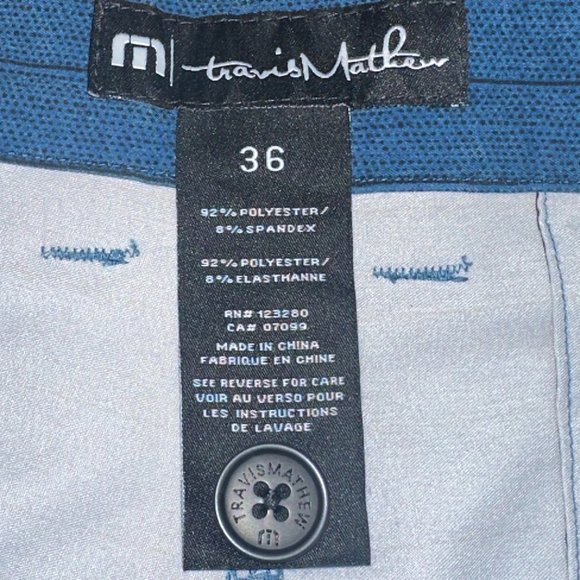 m travisMathew
36
92% POLYESTER/
8% SPANDEX
92% POLYESTER/
8% ELASTHANNE
RN# 123280
CA# 07099
MADE IN CHINA
FABRIQUE EN CHINE
SEE REVERSE FOR CARE
VOIR AU VERSO POUR
LES INSTRUCTIONS
DE LAVAGE
TRAVISMATHEW
m